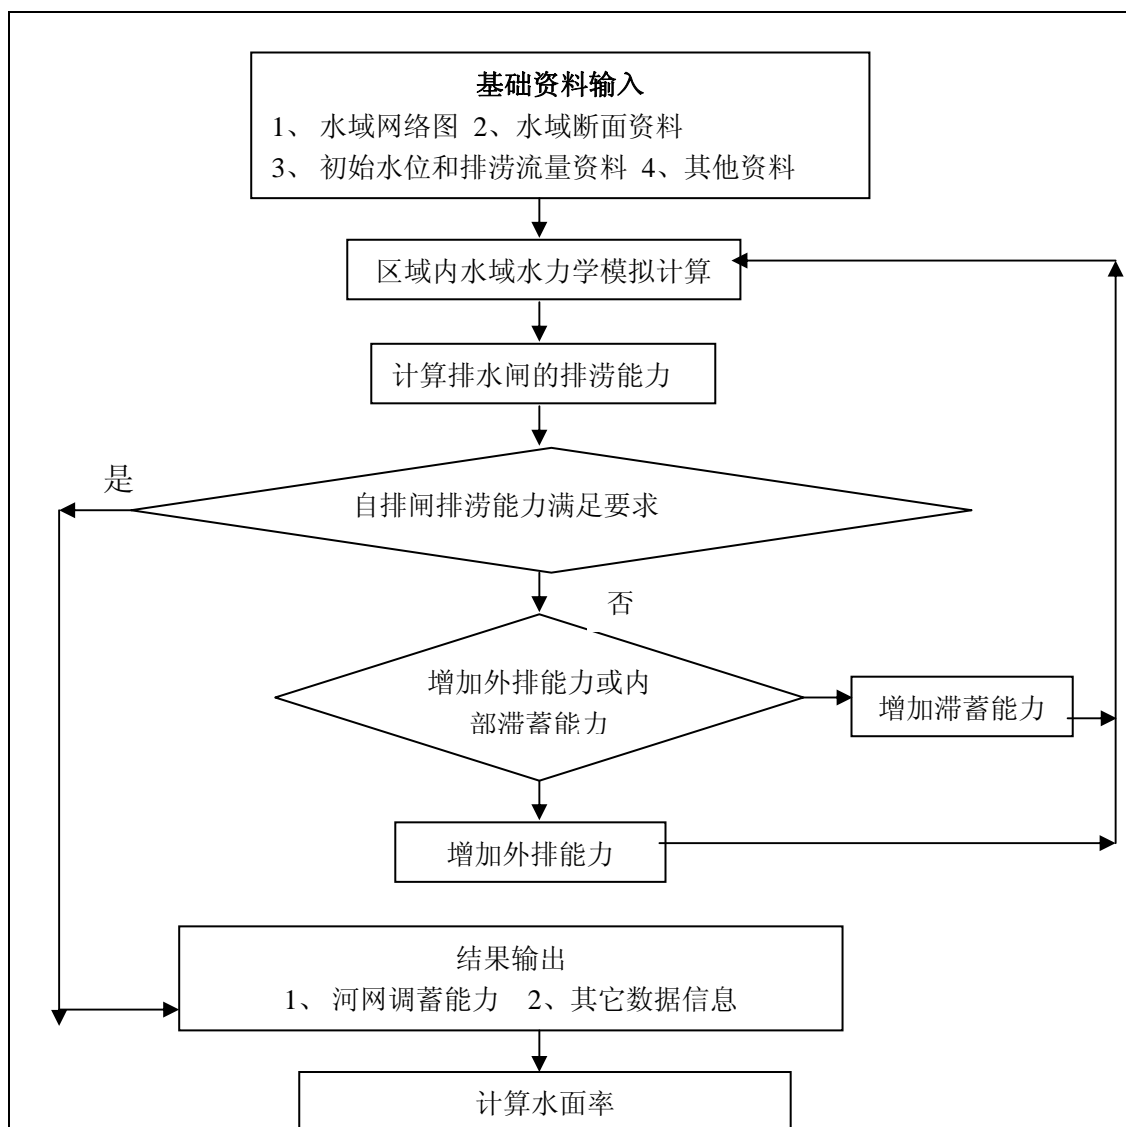 基础资料输入
1、 水域网络图 2、水域断面资料
3、 初始水位和排涝流量资料 4、其他资料
区域内水域水力学模拟计算
计算排水闸的排涝能力
是
自排闸排涝能力满足要求
否
增加外排能力或内
部滞蓄能力
增加滞蓄能力
增加外排能力
结果输出
1、 河网调蓄能力 2、其它数据信息
计算水面率